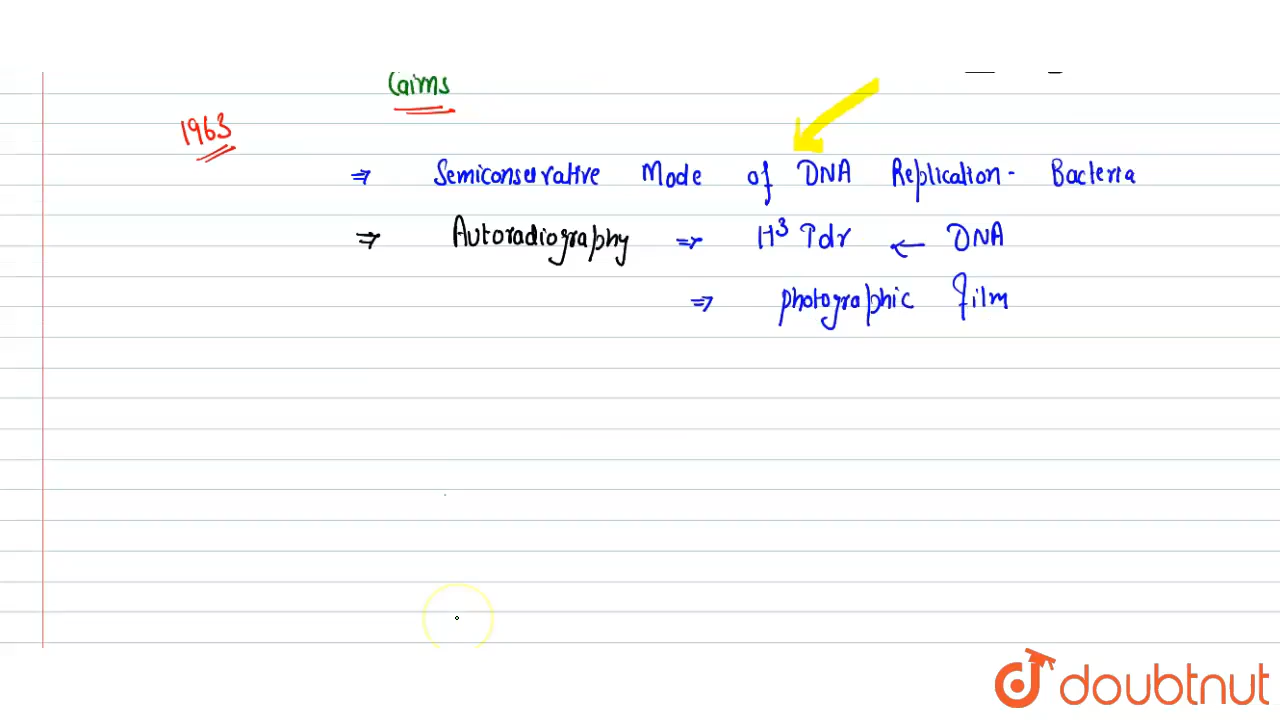 Cairns
1963
⇒ Semiconservative Mode of DNA Replication - Bacteria
⇒ Autoradiography ⇒ H³ Tdr ← DNA
⇒ photographic film
doubtnut